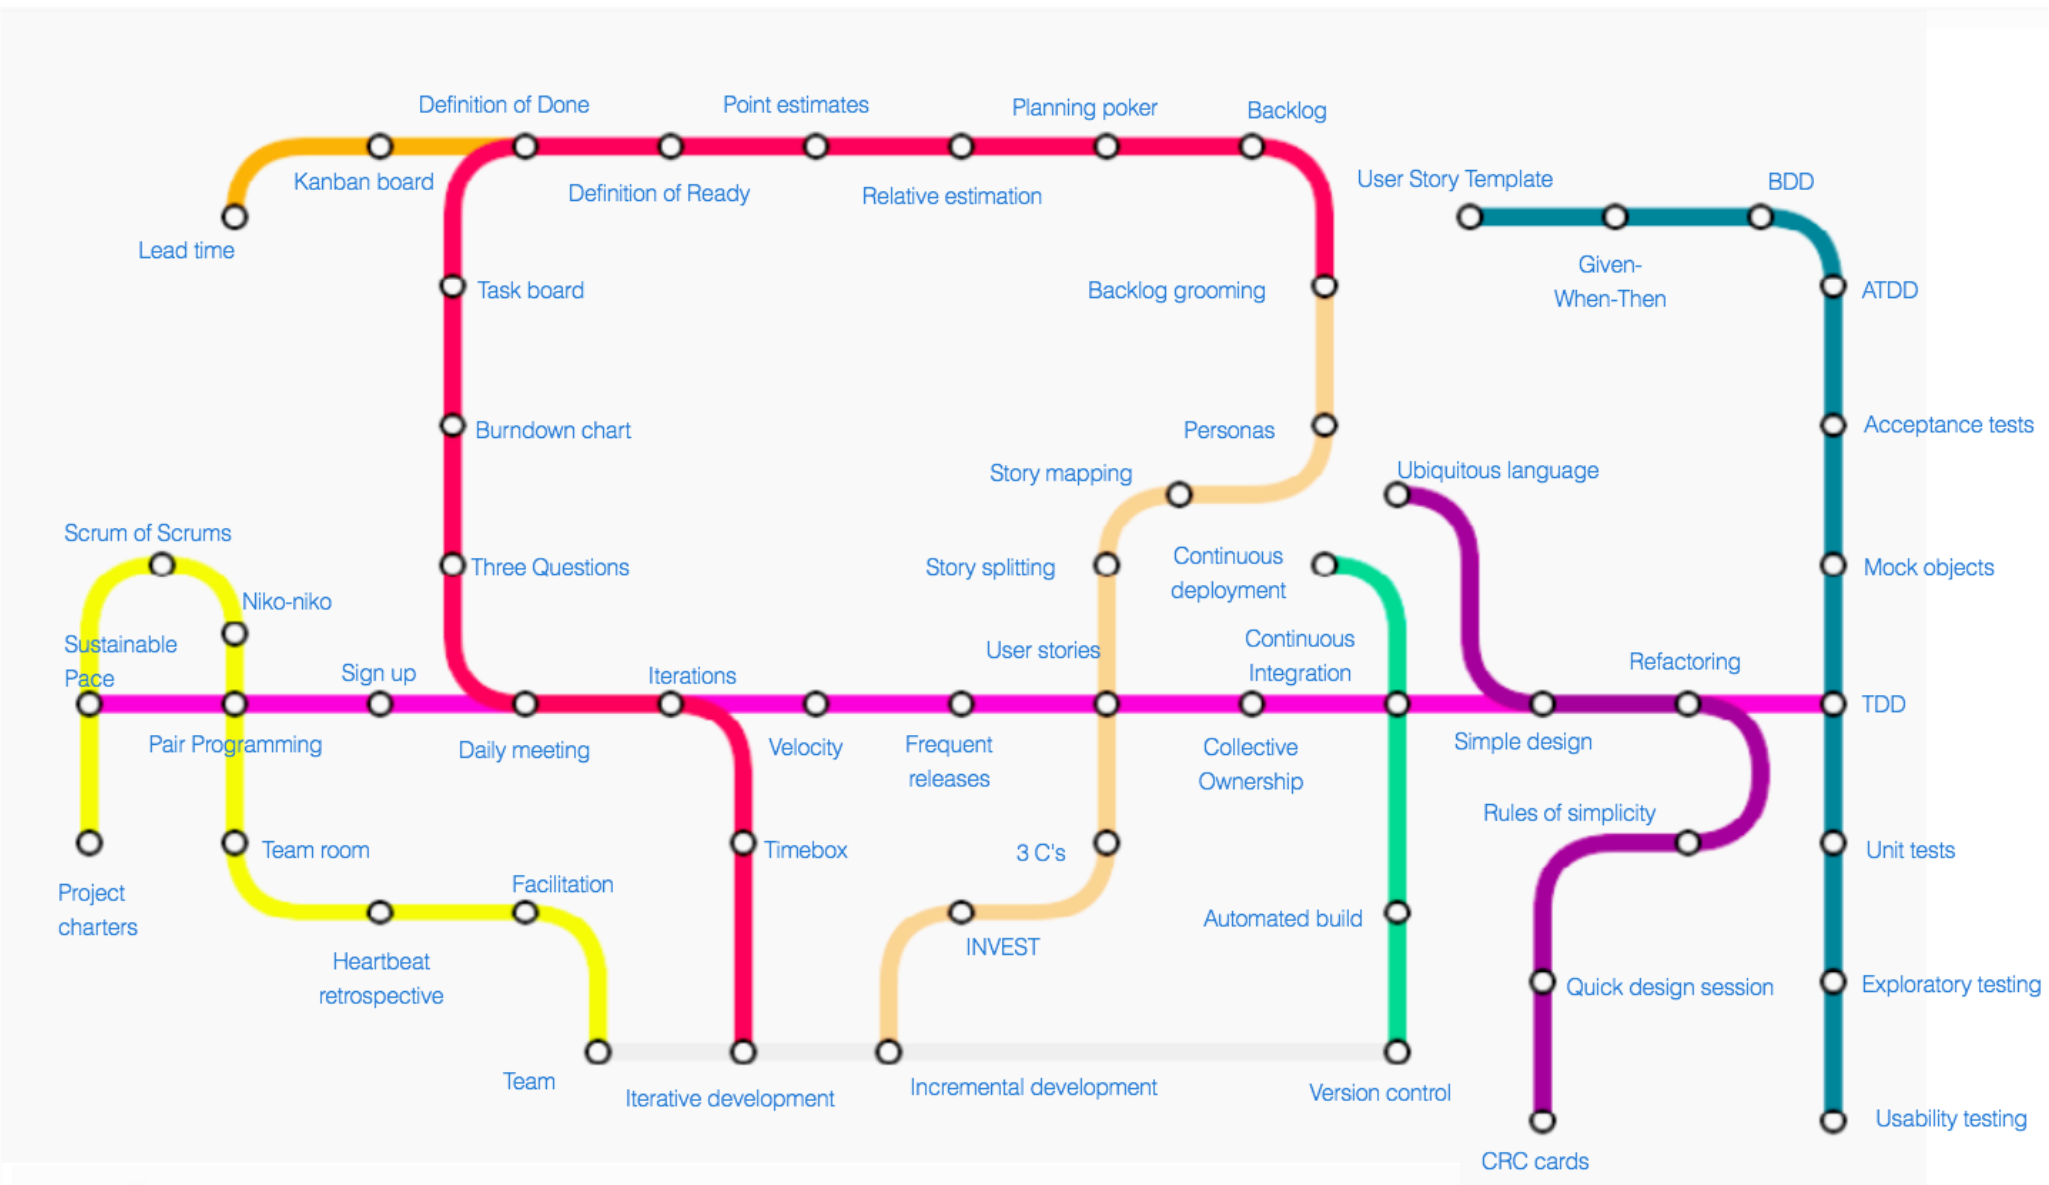 Definition of Done
Point estimates
Planning poker
Backlog
Kanban board
Definition of Ready
Relative estimation
User Story Template
BDD
Lead time
Given-
When-Then
Task board
Backlog grooming
ATDD
Burndown chart
Personas
Acceptance tests
Story mapping
Ubiquitous language
Scrum of Scrums
Three Questions
Story splitting
Continuous
deployment
Mock objects
Niko-niko
Sustainable
Pace
Sign up
Iterations
User stories
Continuous
Integration
Refactoring
TDD
Pair Programming
Daily meeting
Velocity
Frequent
releases
Collective
Ownership
Simple design
Rules of simplicity
Team room
Timebox
3 C's
Unit tests
Project
charters
Facilitation
Automated build
Heartbeat
retrospective
INVEST
Quick design session
Exploratory testing
Team
Iterative development
Incremental development
Version control
Usability testing
CRC cards